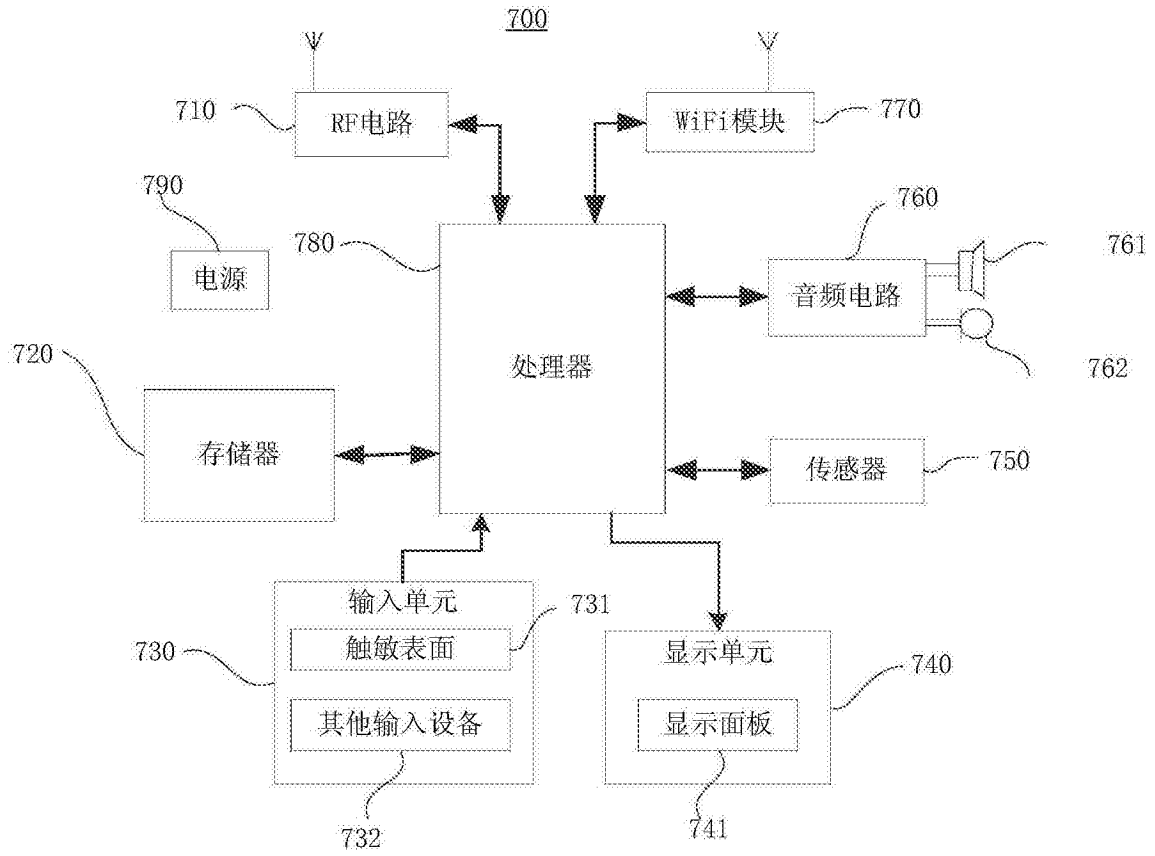 700
710
RF电路
WiFi模块
770
790
电源
780
760
音频电路
761
762
720
存储器
处理器
传感器
750
输入单元
731
触敏表面
730
其他输入设备
732
显示单元
740
显示面板
741